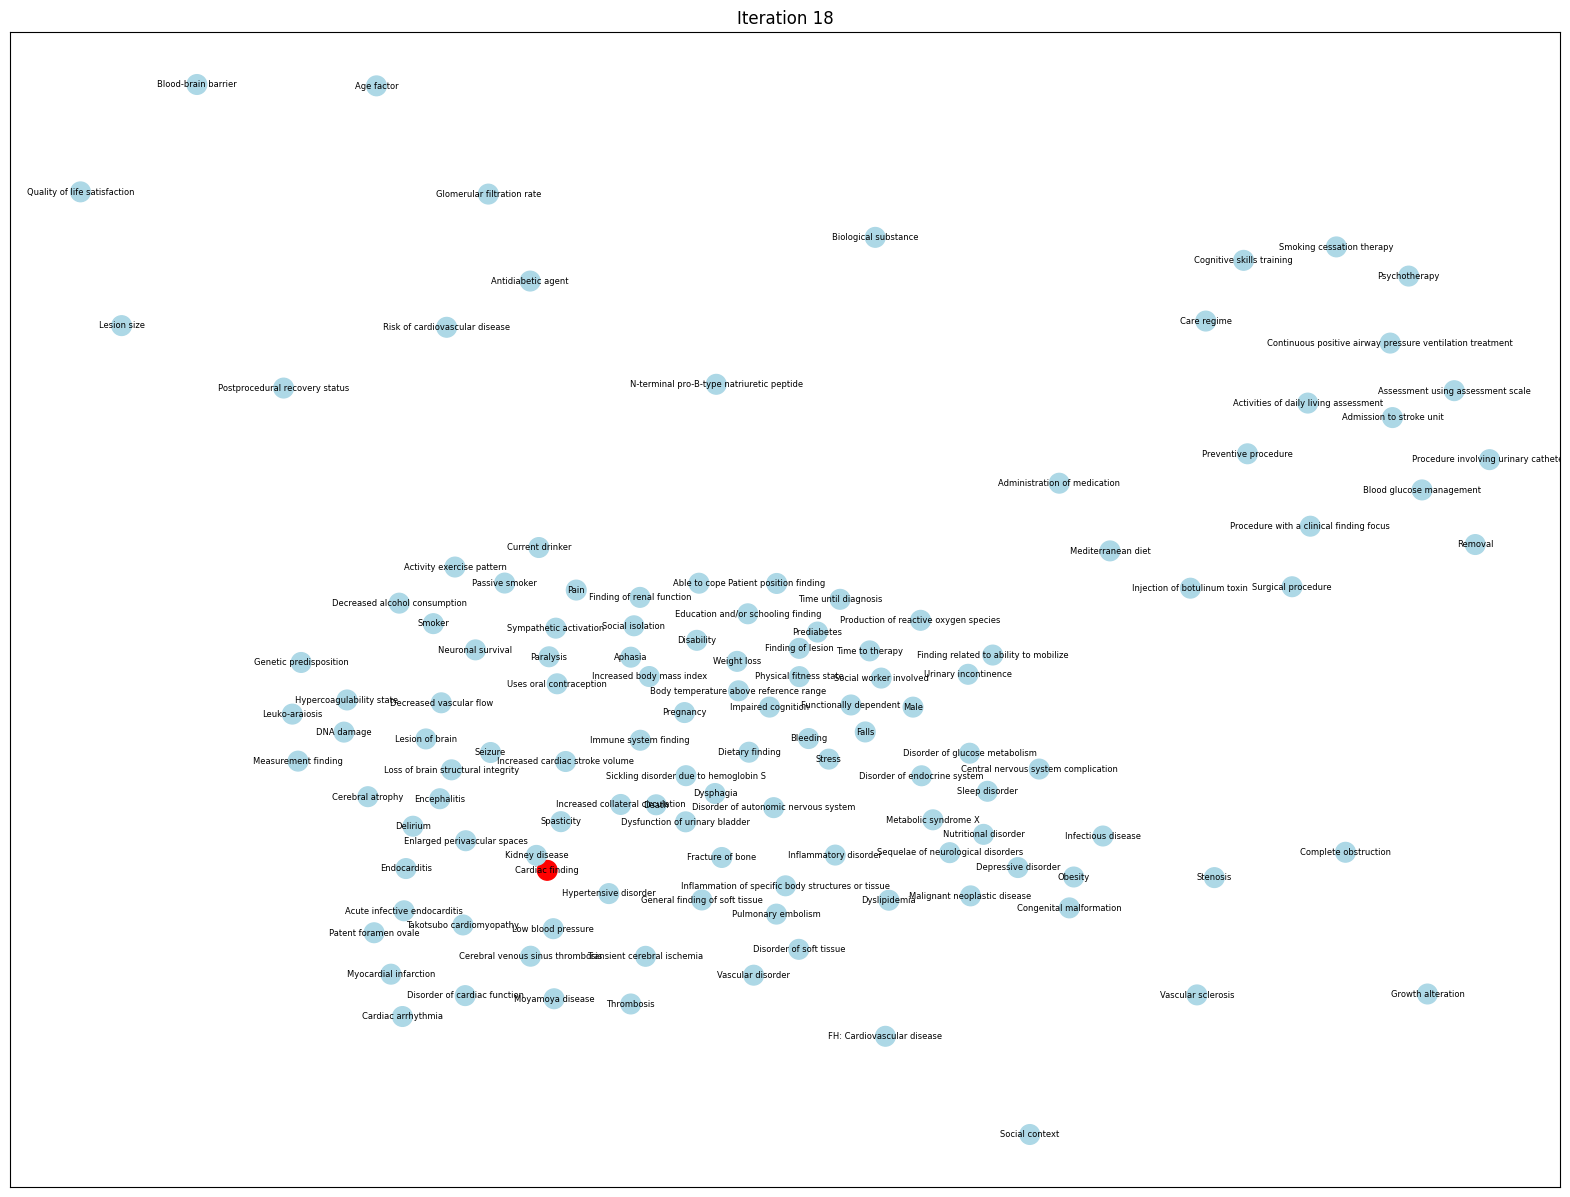 Iteration 18
Blood-brain barrier
Age factor
Quality of life satisfaction
Glomerular filtration rate
Biological substance
Smoking cessation therapy
Cognitive skills training
Psychotherapy
Antidiabetic agent
Care regime
Lesion size
Risk of cardiovascular disease
Continuous positive airway pressure ventilation treatment
Postprocedural recovery status
N-terminal pro-B-type natriuretic peptide
Assessment using assessment scale
Activities of daily living assessment
Admission to stroke unit
Preventive procedure
Procedure involving urinary cathete
Administration of medication
Blood glucose management
Procedure with a clinical finding focus
Removal
Current drinker
Mediterranean diet
Activity exercise pattern
Passive smoker
Able to cope
Patient position finding
Injection of botulinum toxin
Surgical procedure
Pain
Finding of renal function
Time until diagnosis
Decreased alcohol consumption
Education and/or schooling finding
Production of reactive oxygen species
Smoker
Sympathetic activation
Social isolation
Prediabetes
Disability
Finding of lesion
Neuronal survival
Time to therapy
Paralysis
Aphasia
Finding related to ability to mobilize
Genetic predisposition
Weight loss
Urinary incontinence
Increased body mass index
Physical fitness state
Social worker involved
Uses oral contraception
Body temperature above reference range
Hypercoagulability state
Decreased vascular flow
Functionally dependent
Impaired cognition
Male
Leuko-araiosis
Pregnancy
DNA damage
Falls
Lesion of brain
Immune system finding
Bleeding
Seizure
Dietary finding
Disorder of glucose metabolism
Measurement finding
Increased cardiac stroke volume
Stress
Loss of brain structural integrity
Central nervous system complication
Sickling disorder due to hemoglobin S
Disorder of endocrine system
Sleep disorder
Cerebral atrophy
Encephalitis
Dysphagia
Increased collateral circulation
Death
Disorder of autonomic nervous system
Spasticity
Dysfunction of urinary bladder
Metabolic syndrome X
Delirium
Nutritional disorder
Infectious disease
Enlarged perivascular spaces
Sequelae of neurological disorders
Complete obstruction
Kidney disease
Fracture of bone
Inflammatory disorder
Endocarditis
Cardiac finding
Depressive disorder
Obesity
Stenosis
Inflammation of specific body structures or tissue
Hypertensive disorder
General finding of soft tissue
Dyslipidemia
Malignant neoplastic disease
Acute infective endocarditis
Pulmonary embolism
Congenital malformation
Takotsubo cardiomyopathy
Low blood pressure
Patent foramen ovale
Disorder of soft tissue
Cerebral venous sinus thrombosis
Transient cerebral ischemia
Myocardial infarction
Vascular disorder
Disorder of cardiac function
Moyamoya disease
Thrombosis
Vascular sclerosis
Growth alteration
Cardiac arrhythmia
FH: Cardiovascular disease
Social context